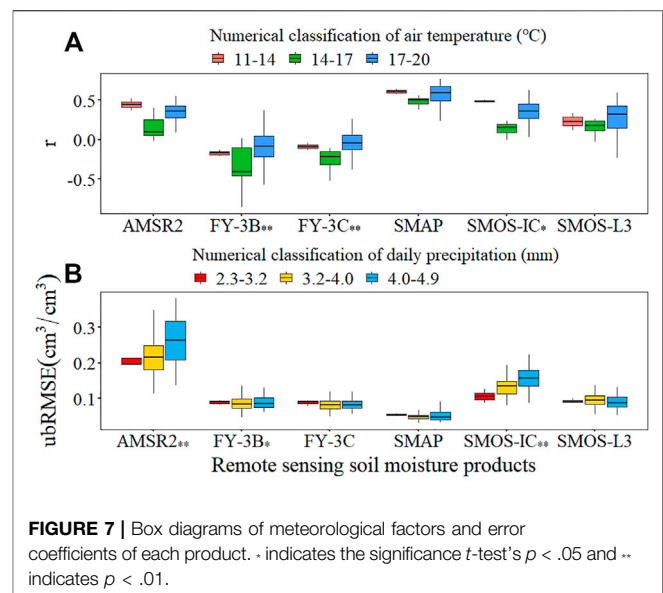 A
Numerical classification of air temperature (°C)
11-14 14-17 17-20
r
0.5
0.0
-0.5
AMSR2 FY-3B** FY-3C** SMAP SMOS-IC* SMOS-L3
B
Numerical classification of daily precipitation (mm)
2.3-3.2 3.2-4.0 4.0-4.9
ubRMSE(cm³/cm³)
0.3
0.2
0.1
AMSR2** FY-3B* FY-3C SMAP SMOS-IC** SMOS-L3
Remote sensing soil moisture products
FIGURE 7 | Box diagrams of meteorological factors and error
coefficients of each product. * indicates the significance t-test's p < .05 and **
indicates p < .01.